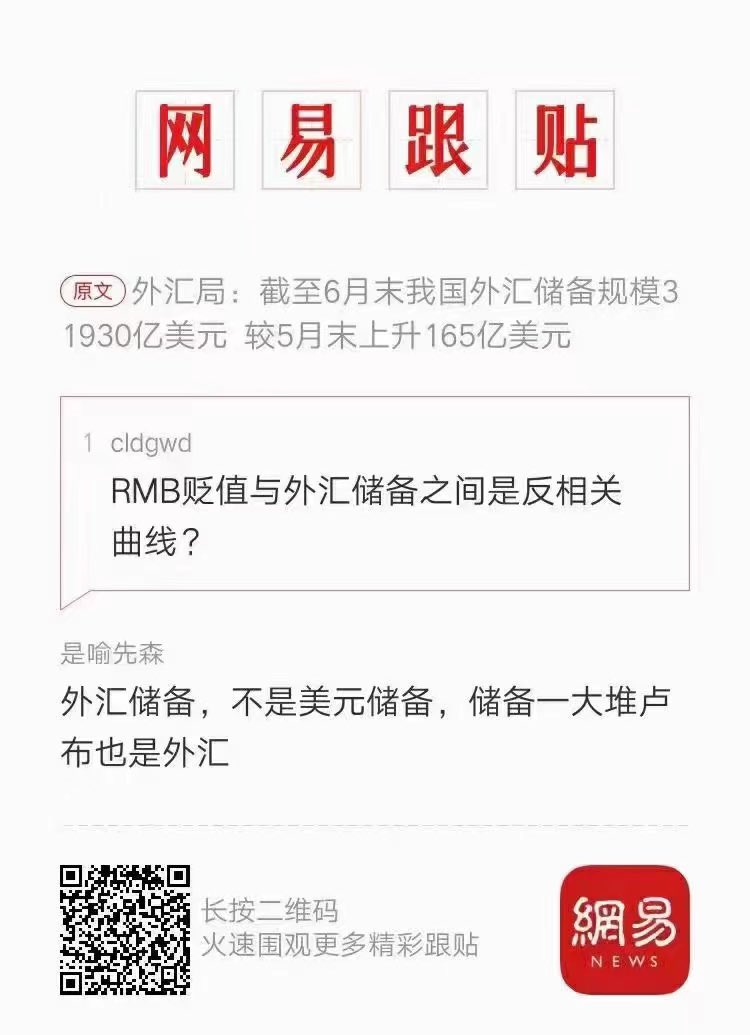 网易跟贴
原文 外汇局：截至6月末我国外汇储备规模3
1930亿美元 较5月末上升165亿美元
1 cldgwd
RMB贬值与外汇储备之间是反相关
曲线？
是喻先森
外汇储备，不是美元储备，储备一大堆卢
布也是外汇
长按二维码
火速围观更多精彩跟贴
網易
NEWS